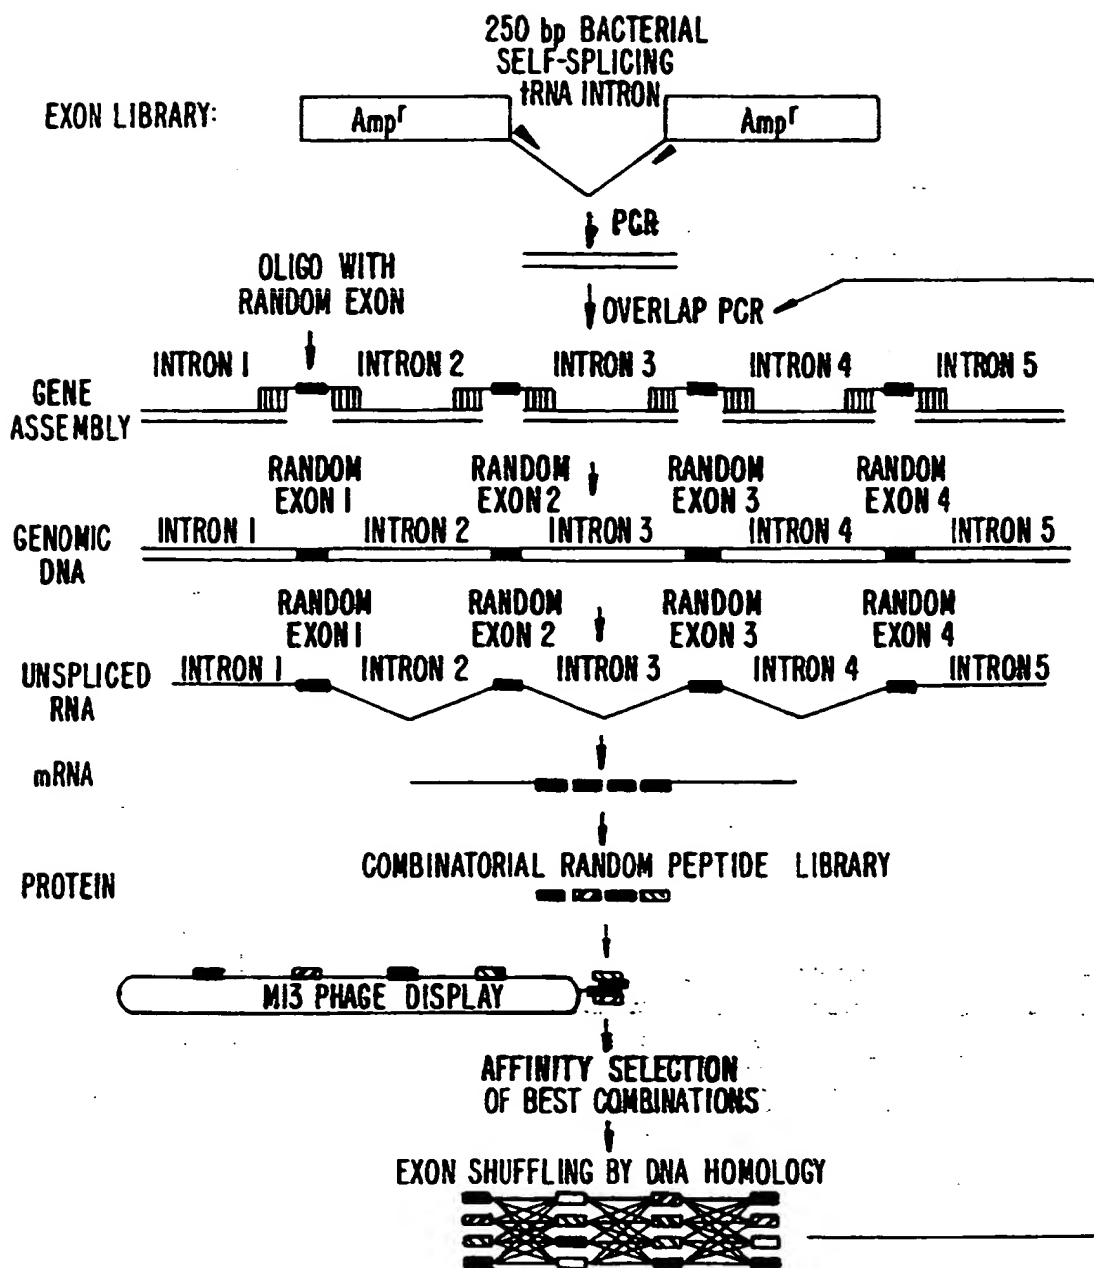 250 bp BACTERIAL
SELF-SPLICING
tRNA INTRON
EXON LIBRARY:
Ampr Ampr
PCR
OLIGO WITH
RANDOM EXON
OVERLAP PCR
INTRON 1 INTRON 2 INTRON 3 INTRON 4 INTRON 5
GENE
ASSEMBLY
RANDOM RANDOM RANDOM RANDOM
EXON 1 EXON 2 EXON 3 EXON 4
INTRON 1 INTRON 2 INTRON 3 INTRON 4 INTRON 5
GENOMIC
DNA
RANDOM RANDOM RANDOM RANDOM
EXON 1 EXON 2 EXON 3 EXON 4
INTRON 1 INTRON 2 INTRON 3 INTRON 4 INTRON 5
UNSPLICED
RNA
mRNA
COMBINATORIAL RANDOM PEPTIDE LIBRARY
PROTEIN
M13 PHAGE DISPLAY
AFFINITY SELECTION
OF BEST COMBINATIONS
EXON SHUFFLING BY DNA HOMOLOGY